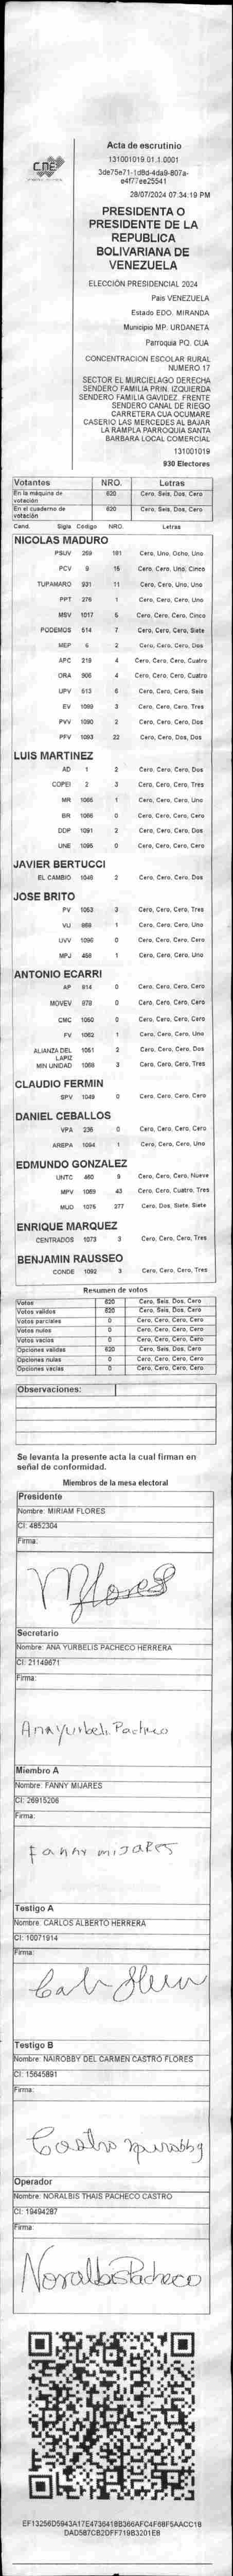 CNE
Acta de escrutinio
131001019.01.1.0001
3de75e71-1d8d-4da9-807a-
e4f77ee25541
28/07/2024 07:34:19 PM
PRESIDENTA O
PRESIDENTE DE LA
REPUBLICA
BOLIVARIANA DE
VENEZUELA
ELECCIÓN PRESIDENCIAL 2024
País VENEZUELA
Estado EDO. MIRANDA
Municipio MP. URDANETA
Parroquia PQ. CUA
CONCENTRACION ESCOLAR RURAL
NUMERO 17
SECTOR EL MURCIELAGO DERECHA
SENDERO FAMILIA PRIN. IZQUIERDA
SENDERO FAMILIA GAVIDEZ. FRENTE
SENDERO CANAL DE RIEGO
CARRETERA CUA OCUMARE
CASERIO LAS MERCEDES AL BAJAR
LA RAMPLA PARROQUIA SANTA
BARBARA LOCAL COMERCIAL
131001019
930 Electores
Votantes NRO. Letras
En la máquina de votación 620 Cero, Seis, Dos, Cero
En el cuaderno de votación 620 Cero, Seis, Dos, Cero
Cand. Sigla Código NRO. Letras
NICOLAS MADURO
PSUV 269 181 Cero, Uno, Ocho, Uno
PCV 9 15 Cero, Cero, Uno, Cinco
TUPAMARO 931 11 Cero, Cero, Uno, Uno
PPT 276 1 Cero, Cero, Cero, Uno
MSV 1017 5 Cero, Cero, Cero, Cinco
PODEMOS 514 7 Cero, Cero, Cero, Siete
MEP 6 2 Cero, Cero, Cero, Dos
APC 219 4 Cero, Cero, Cero, Cuatro
ORA 906 4 Cero, Cero, Cero, Cuatro
UPV 613 6 Cero, Cero, Cero, Seis
EV 1089 3 Cero, Cero, Cero, Tres
PVV 1090 2 Cero, Cero, Cero, Dos
PFV 1093 22 Cero, Cero, Dos, Dos
LUIS MARTINEZ
AD 1 2 Cero, Cero, Cero, Dos
COPEI 2 3 Cero, Cero, Cero, Tres
MR 1065 1 Cero, Cero, Cero, Uno
BR 1066 0 Cero, Cero, Cero, Cero
DDP 1091 2 Cero, Cero, Cero, Dos
UNE 1095 0 Cero, Cero, Cero, Cero
JAVIER BERTUCCI
EL CAMBIO 1048 2 Cero, Cero, Cero, Dos
JOSE BRITO
PV 1053 3 Cero, Cero, Cero, Tres
VU 869 1 Cero, Cero, Cero, Uno
UVV 1096 0 Cero, Cero, Cero, Cero
MPJ 458 1 Cero, Cero, Cero, Uno
ANTONIO ECARRI
AP 914 0 Cero, Cero, Cero, Cero
MOVEV 879 0 Cero, Cero, Cero, Cero
CMC 1050 0 Cero, Cero, Cero, Cero
FV 1062 1 Cero, Cero, Cero, Uno
ALIANZA DEL LAPIZ 1051 2 Cero, Cero, Cero, Dos
MIN UNIDAD 1068 3 Cero, Cero, Cero, Tres
CLAUDIO FERMIN
SPV 1049 0 Cero, Cero, Cero, Cero
DANIEL CEBALLOS
VPA 236 0 Cero, Cero, Cero, Cero
AREPA 1094 1 Cero, Cero, Cero, Uno
EDMUNDO GONZALEZ
UNTC 460 9 Cero, Cero, Cero, Nueve
MPV 1069 43 Cero, Cero, Cuatro, Tres
MUD 1075 277 Cero, Dos, Siete, Siete
ENRIQUE MARQUEZ
CENTRADOS 1073 3 Cero, Cero, Cero, Tres
BENJAMIN RAUSSEO
CONDE 1092 3 Cero, Cero, Cero, Tres
Resumen de votos
Votos 620 Cero, Seis, Dos, Cero
Votos validos 620 Cero, Seis, Dos, Cero
Votos parciales 0 Cero, Cero, Cero, Cero
Votos nulos 0 Cero, Cero, Cero, Cero
Votos vacíos 0 Cero, Cero, Cero, Cero
Opciones validas 620 Cero, Seis, Dos, Cero
Opciones nulas 0 Cero, Cero, Cero, Cero
Opciones vacías 0 Cero, Cero, Cero, Cero
Observaciones:
Se levanta la presente acta la cual firman en
señal de conformidad.
Miembros de la mesa electoral
Presidente
Nombre: MIRIAM FLORES
CI: 4852304
Firma:
MFlores
Secretario
Nombre: ANA YURBELIS PACHECO HERRERA
CI: 21149671
Firma:
Anayurbelis Pacheco
Miembro A
Nombre: FANNY MIJARES
CI: 26915206
Firma:
Fanny mijares
Testigo A
Nombre: CARLOS ALBERTO HERRERA
CI: 10071914
Firma:
Testigo B
Nombre: NAIROBBY DEL CARMEN CASTRO FLORES
CI: 15645891
Firma:
Castro nairobby
Operador
Nombre: NORALBIS THAIS PACHECO CASTRO
CI: 19494287
Firma:
Noralbis Pacheco
EF13256D5943A17E4736418B366AFC4F68F5AACC18
DAD587CB2DFF719B3201E8